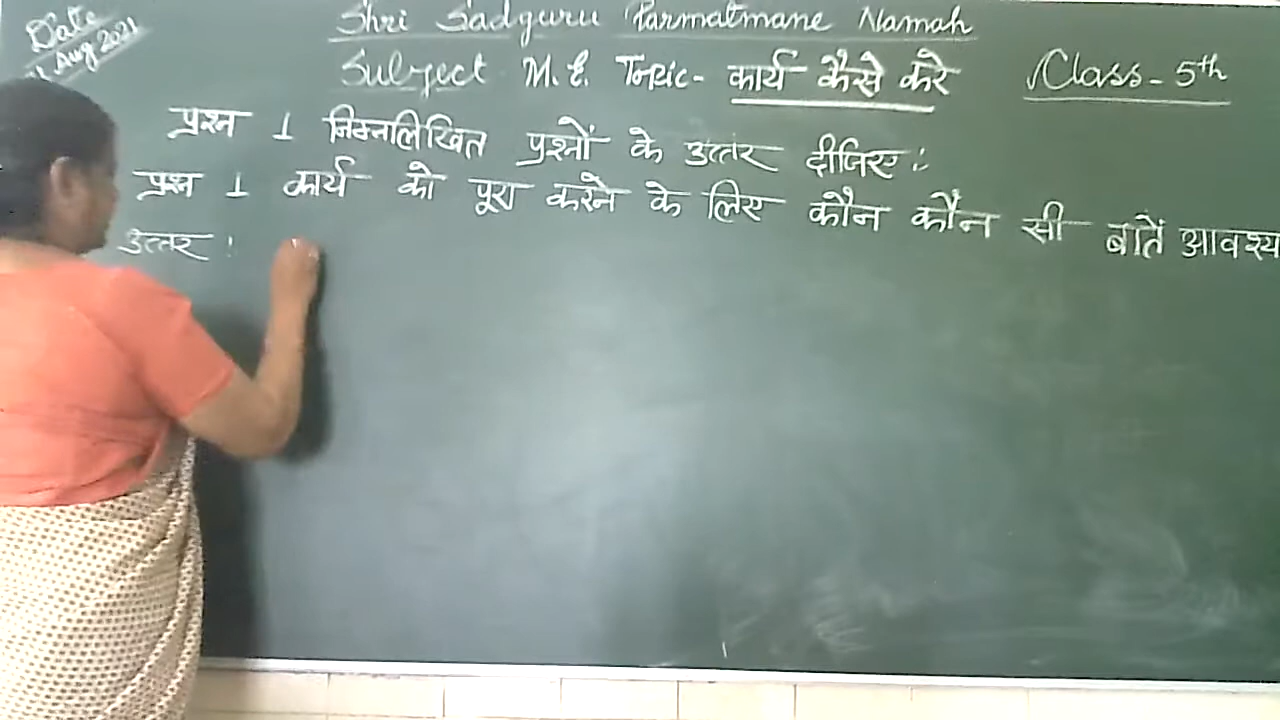 Date
Aug 2021
Shri Sadguru Parmatmane Namah
Subject M.E. Topic- कार्य कैसे करे Class-5th
प्रश्न 1 निम्नलिखित प्रश्नों के उत्तर दीजिए :-
प्रश्न 1 कार्य को पूरा करने के लिए कौन कौन सी बातें आवश्य
उत्तर :